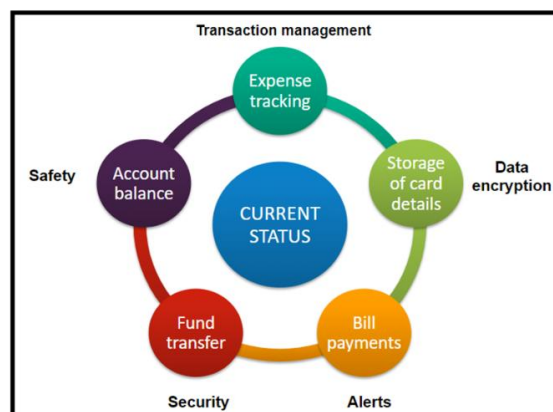 Transaction management
Expense
tracking
Safety
Account
balance
Storage
of card
details
Data
encryption
CURRENT
STATUS
Fund
transfer
Bill
payments
Security
Alerts